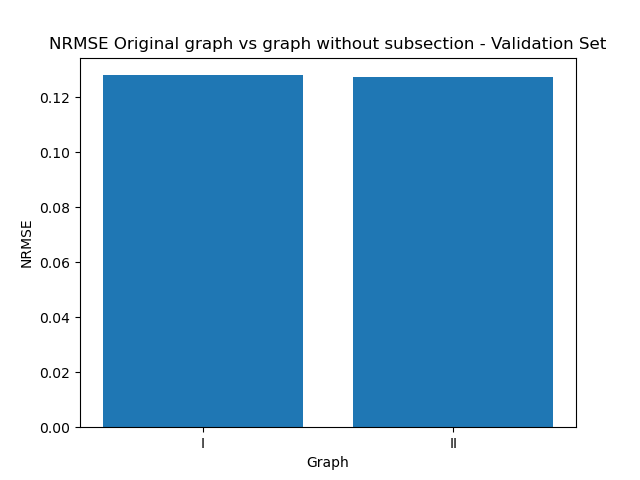 NRMSE Original graph vs graph without subsection - Validation Set
0.12
0.10
0.08
0.06
0.04
0.02
0.00
NRMSE
I
II
Graph